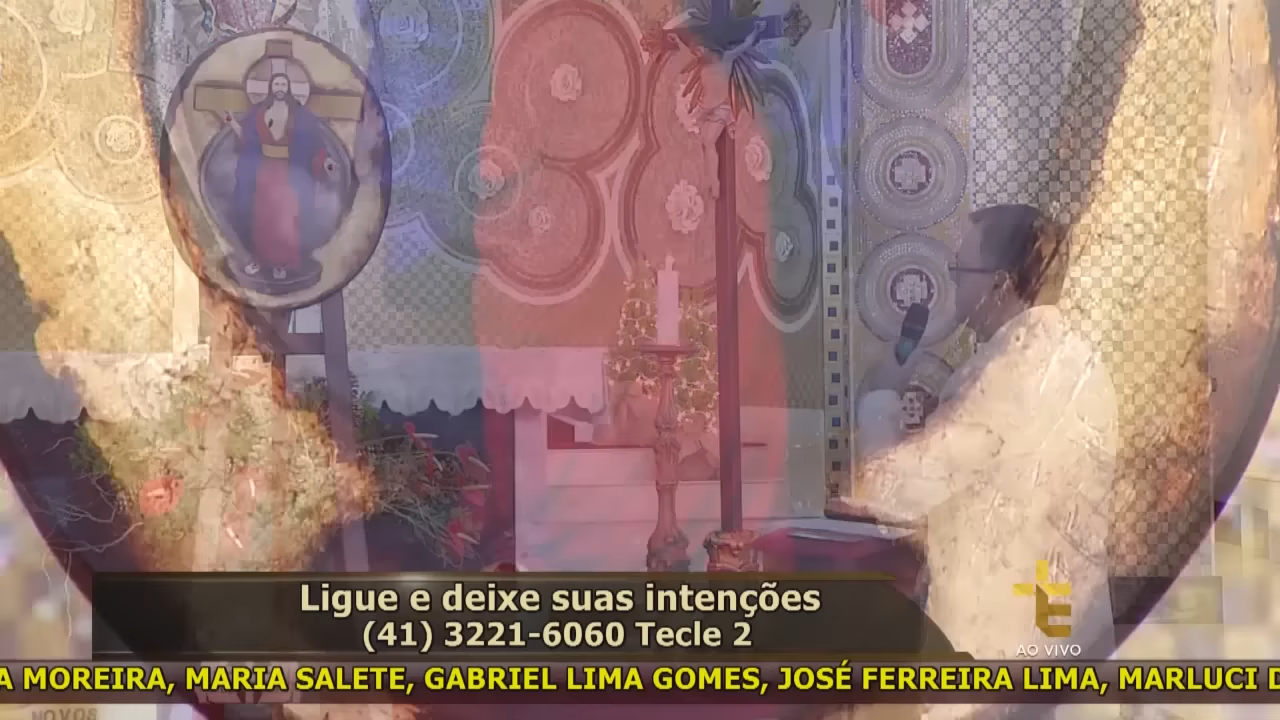 Ligue e deixe suas intenções
(41) 3221-6060 Tecle 2
AO VIVO
A MOREIRA, MARIA SALETE, GABRIEL LIMA GOMES, JOSÉ FERREIRA LIMA, MARLUCI
NOVOS